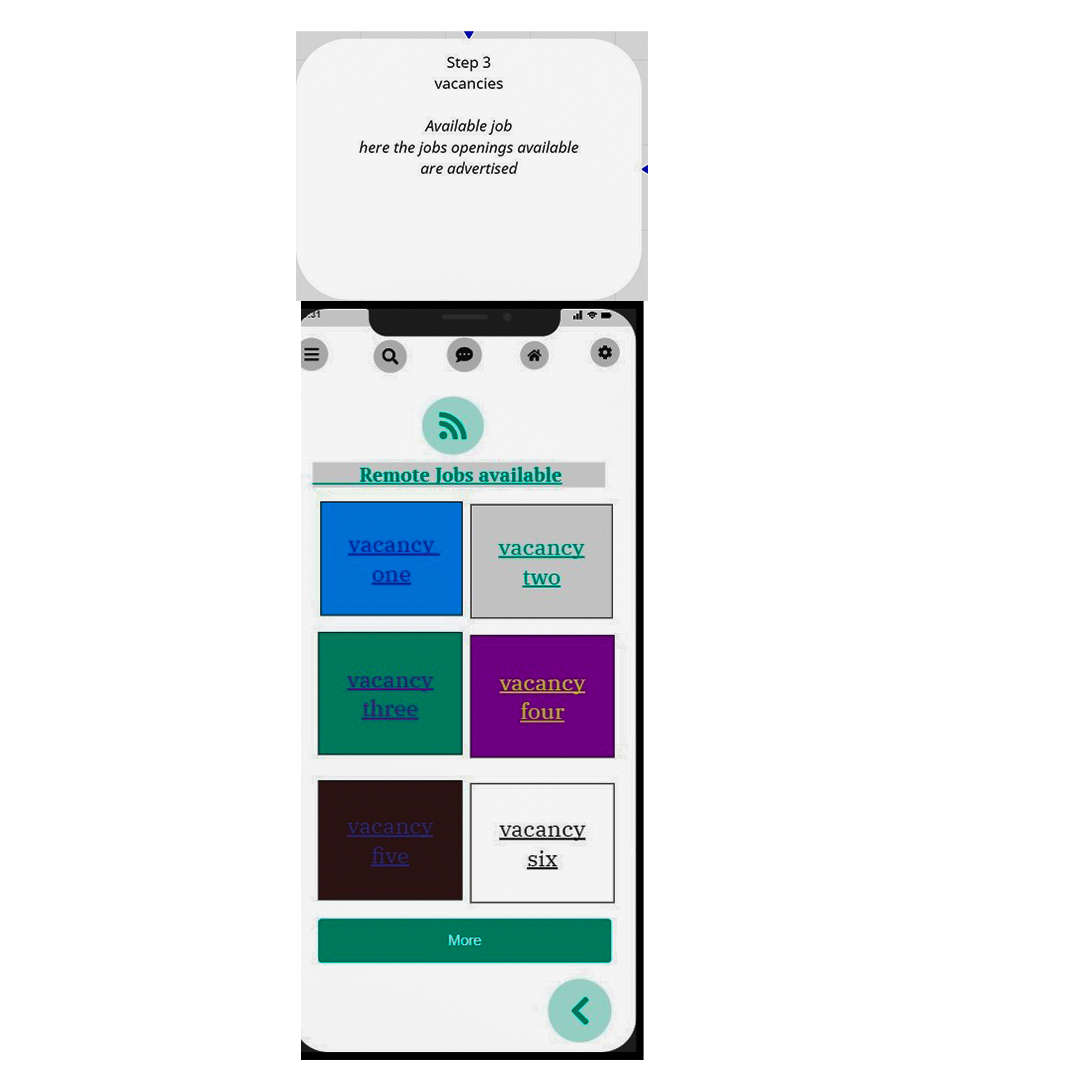 Step 3
vacancies
Available job
here the jobs openings available
are advertised
Remote Jobs available
vacancy
one
vacancy
two
vacancy
three
vacancy
four
vacancy
five
vacancy
six
More